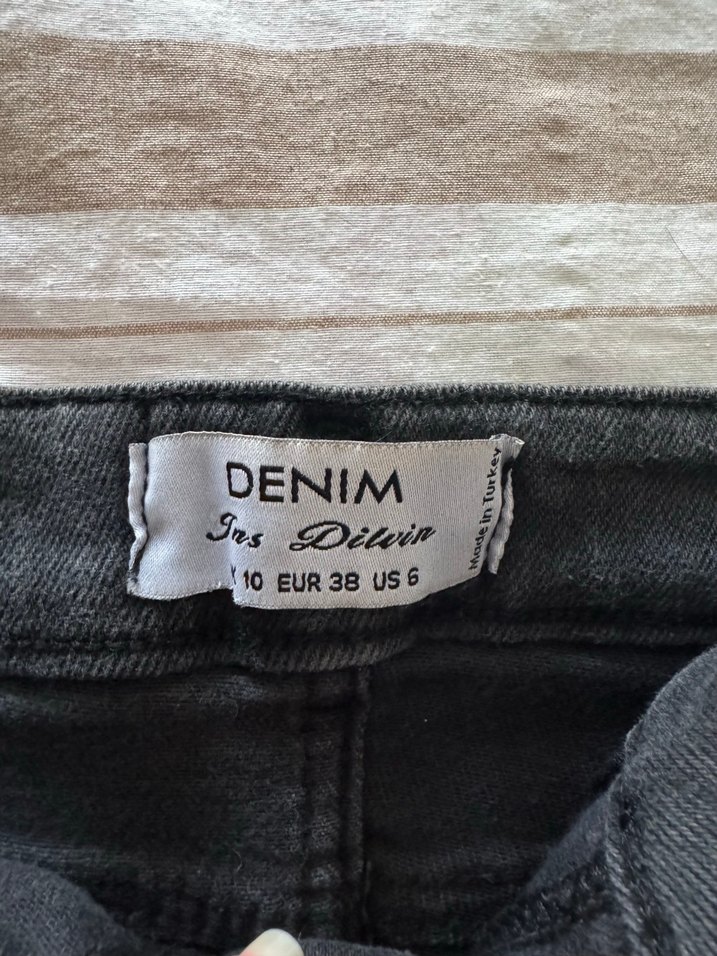 DENIM
Jns Dilvin
10 EUR 38 US 6
Made in Turkey